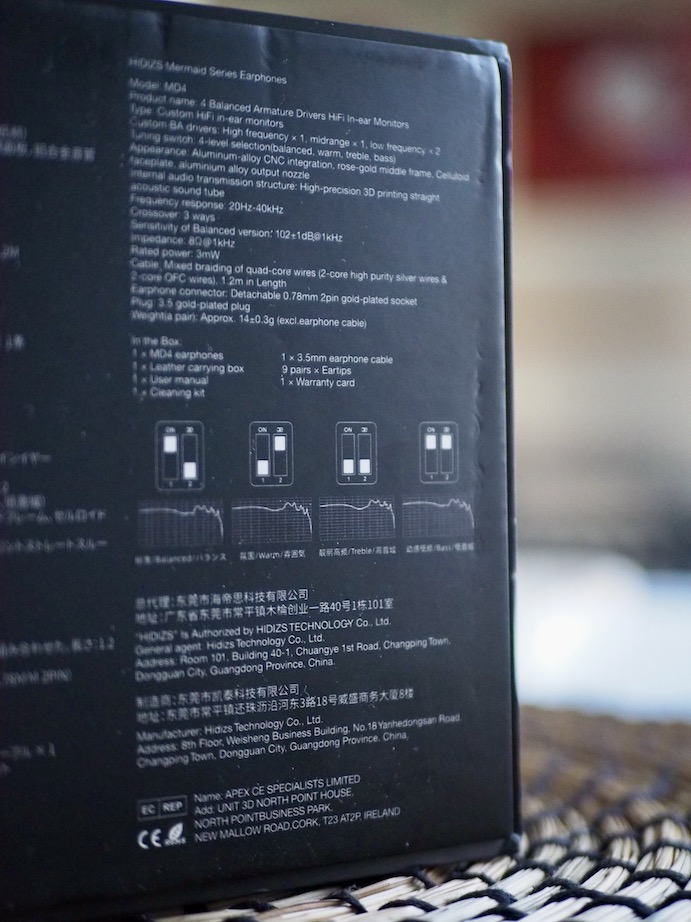 HIDIZS Mermaid Series Earphones
Model: MD4
Product name: 4 Balanced Armature Drivers HiFi In-ear Monitors
Type: Custom HiFi in-ear monitors
Custom BA drivers: High frequency × 1, midrange × 1, low frequency × 2
Tuning switch: 4-level selection(balanced, warm, treble, bass)
Appearance: Aluminum-alloy CNC integration, rose-gold middle frame, Celluloid
faceplate, aluminium alloy output nozzle
Internal audio transmission structure: High-precision 3D printing straight
acoustic sound tube
Frequency response: 20Hz-40kHz
Crossover: 3 ways
Sensitivity of Balanced version: 102±1dB@1kHz
Impedance: 8Ω@1kHz
Rated power: 3mW
Cable: Mixed braiding of quad-core wires (2-core high purity silver wires &
2-core OFC wires), 1.2m in Length
Earphone connector: Detachable 0.78mm 2pin gold-plated socket
Plug: 3.5 gold-plated plug
Weight(a pair): Approx. 14±0.3g (excl.earphone cable)
In the Box:
1 × MD4 earphones 1 × 3.5mm earphone cable
1 × Leather carrying box 9 pairs × Eartips
1 × User manual 1 × Warranty card
1 × Cleaning kit
ON ON ON ON
1 2 1 2 1 2 1 2
/Balanced/バランス 氛围/Warm/雰囲気 /Treble/高音域 /Bass/低音域
总代理：东莞市海帝思科技有限公司
地址：广东省东莞市常平镇木棆创业一路40号1栋101室
"HIDIZS" Is Authorized by HIDIZS TECHNOLOGY Co., Ltd.
General agent: Hidizs Technology Co., Ltd.
Address: Room 101, Building 40-1, Chuangye 1st Road, Changping Town,
Dongguan City, Guangdong Province, China.
制造商：东莞市凯泰科技有限公司
地址：东莞市常平镇还珠沥沿河东3路18号威盛商务大厦8楼
Manufacturer: Hidizs Technology Co., Ltd.
Address: 8th Floor, Weisheng Business Building, No.18 Yanhedongsan Road.
Changping Town, Dongguan City, Guangdong Province, China,
EC REP
Name: APEX CE SPECIALISTS LIMITED
Add: UNIT 3D NORTH POINT HOUSE,
NORTH POINTBUSINESS PARK,
NEW MALLOW ROAD,CORK, T23 AT2P, IRELAND
CE